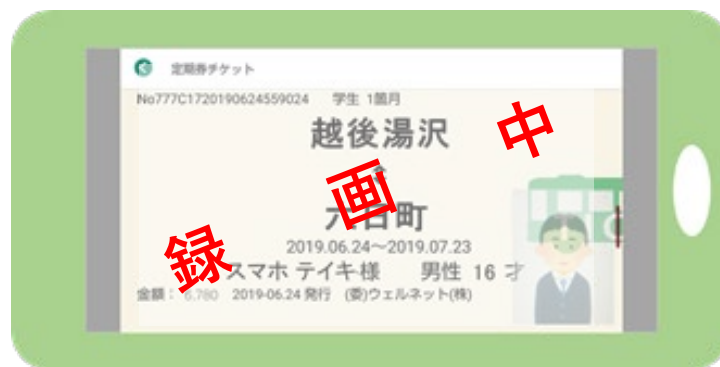 定期券チケット
No777C1720190624559024 学生 1箇月
越後湯沢
六日町
2019.06.24～2019.07.23
スマホ テイキ様 男性 16 才
金額： 6,780 2019-06.24 発行 (委)ウェルネット(株)
録画中